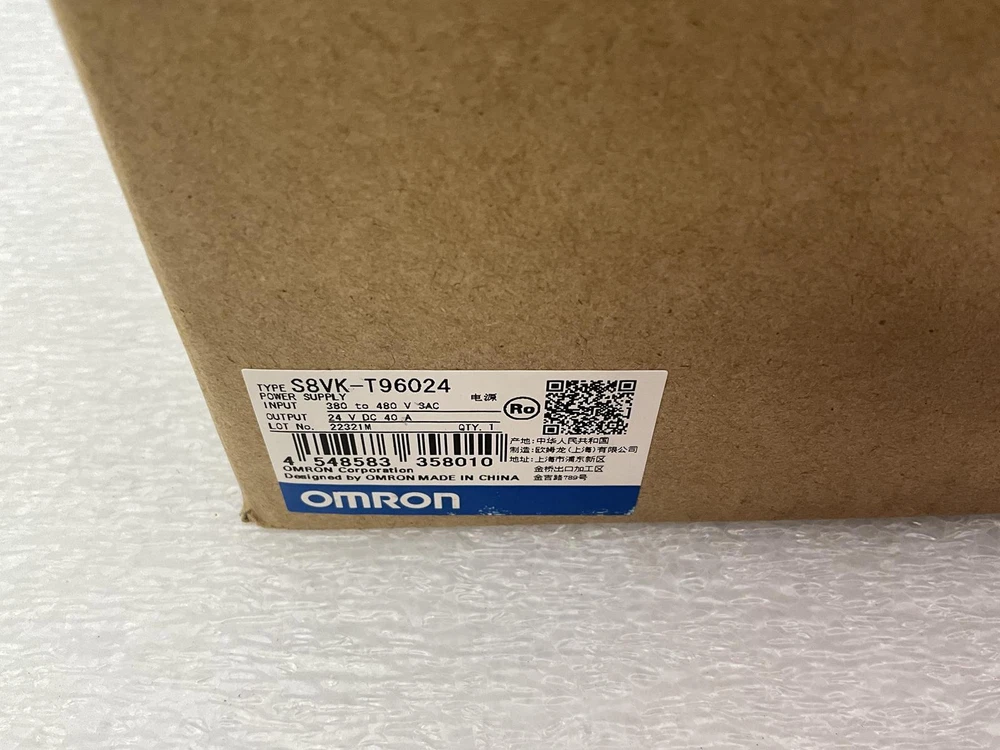 TYPE S8VK-T96024
POWER SUPPLY 电源
INPUT 380 to 480 V 3AC
OUTPUT 24 V DC 40 A
LOT No. 22321M QTY. 1
Ro
4 548583 358010
OMRON Corporation
Designed by OMRON MADE IN CHINA
产地:中华人民共和国
制造:欧姆龙(上海)有限公司
地址:上海市浦东新区
金桥出口加工区
金吉路789号
OMRON